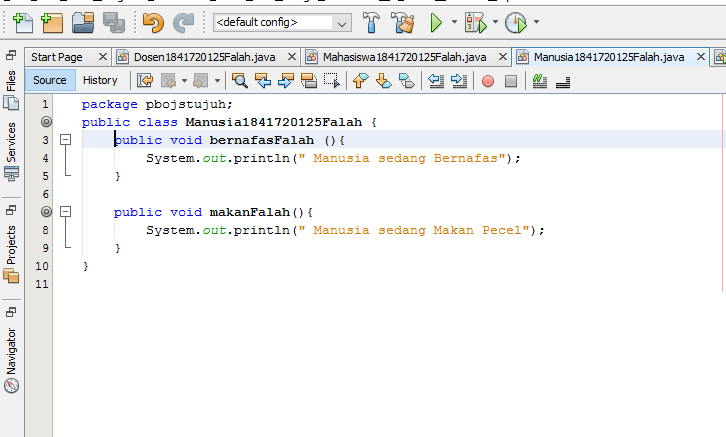 <default config>
Start Page Dosen1841720125Falah.java Mahasiswa1841720125Falah.java Manusia1841720125Falah.java
Source History
Files
Services
Projects
Navigator
1 package pbojstujuh;
public class Manusia1841720125Falah {
3 public void bernafasFalah (){
4 System.out.println(" Manusia sedang Bernafas");
5 }
6
public void makanFalah(){
8 System.out.println(" Manusia sedang Makan Pecel");
9 }
10 }
11